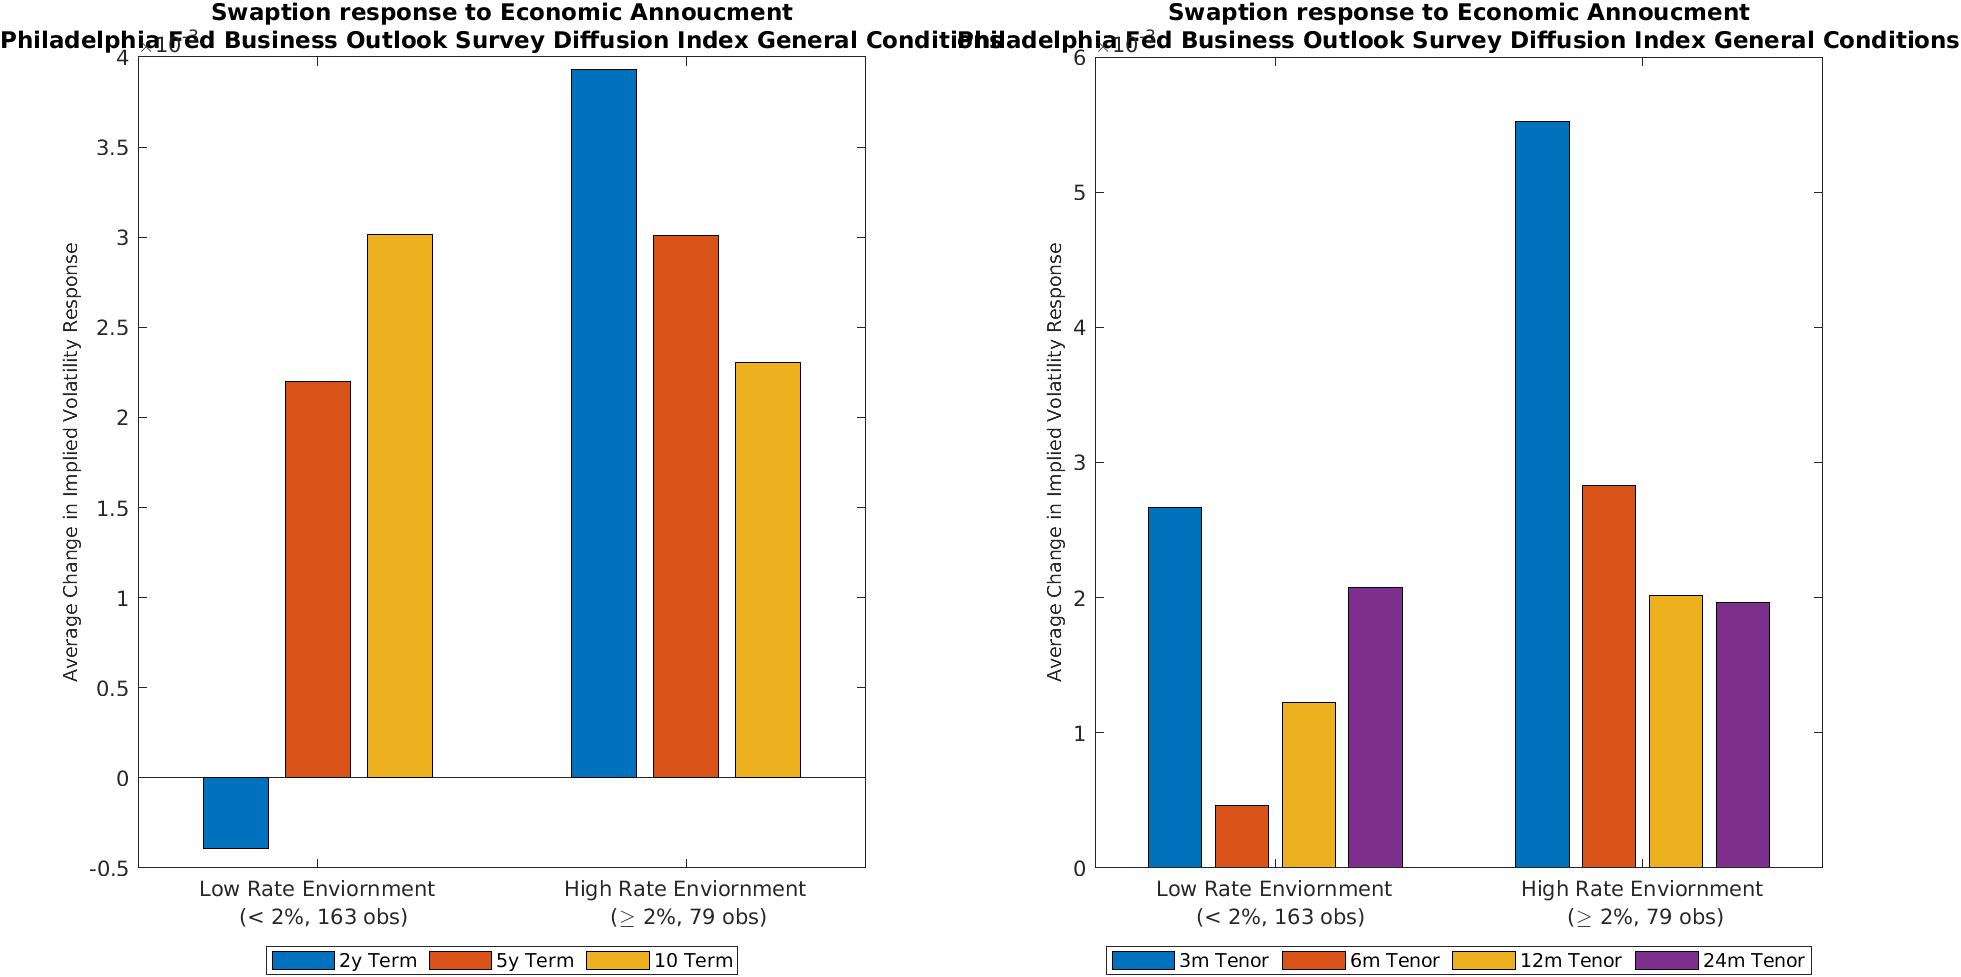 Swaption response to Economic Annoucment
Philadelphia Fed Business Outlook Survey Diffusion Index General Conditions
×10⁻³
4
3.5
3
2.5
2
1.5
1
0.5
0
-0.5
Average Change in Implied Volatility Response
Low Rate Enviornment
(< 2%, 163 obs)
High Rate Enviornment
(≥ 2%, 79 obs)
2y Term 5y Term 10 Term
Swaption response to Economic Annoucment
Philadelphia Fed Business Outlook Survey Diffusion Index General Conditions
×10⁻³
6
5
4
3
2
1
0
Average Change in Implied Volatility Response
Low Rate Enviornment
(< 2%, 163 obs)
High Rate Enviornment
(≥ 2%, 79 obs)
3m Tenor 6m Tenor 12m Tenor 24m Tenor